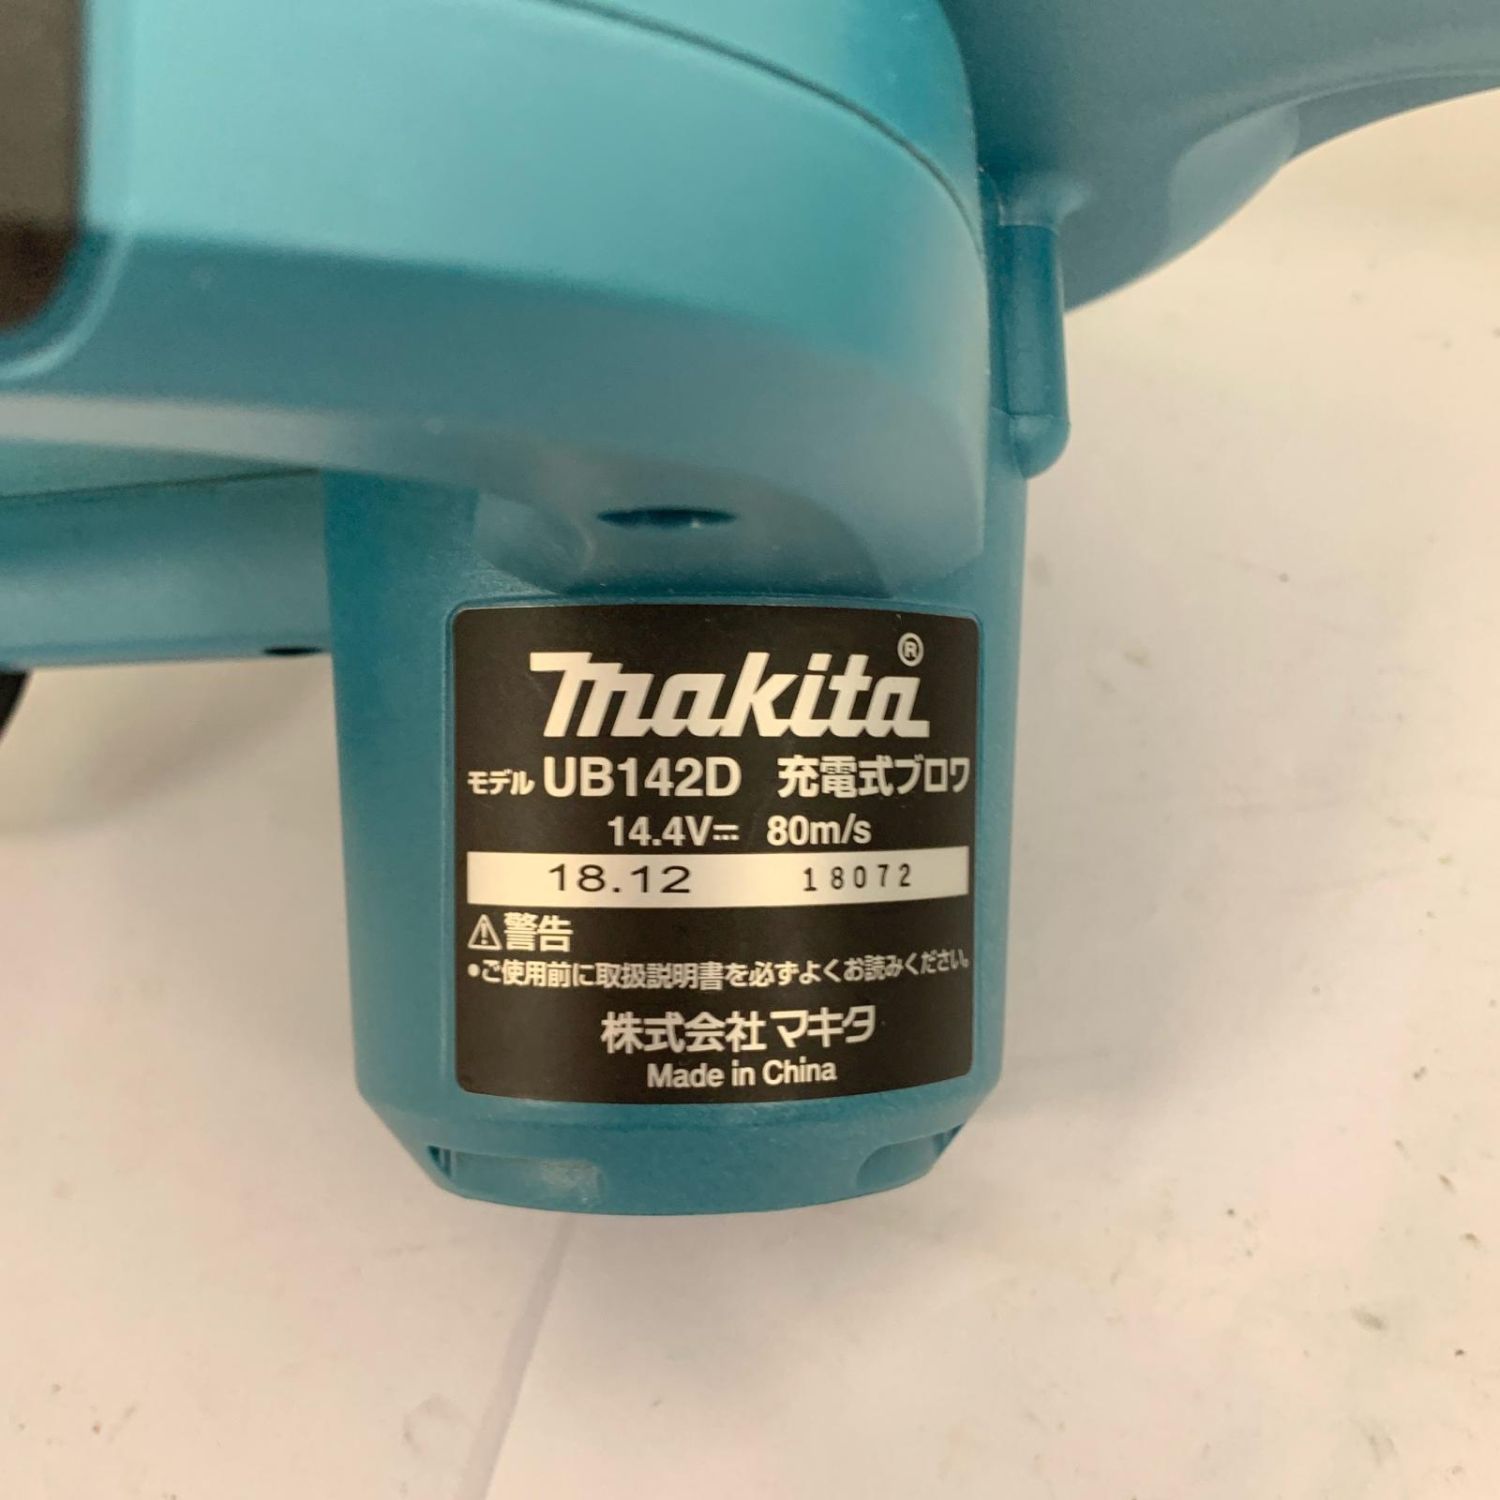 makita®
モデル UB142D 充電式ブロワ
14.4V⎓ 80m/s
18.12 18072
⚠警告
•ご使用前に取扱説明書を必ずよくお読みください。
株式会社マキタ
Made in China